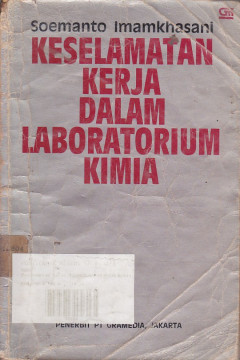 Soemanto Imamkhasani
KESELAMATAN
KERJA
DALAM
LABORATORIUM
KIMIA
PENERBIT PT GRAMEDIA, JAKARTA